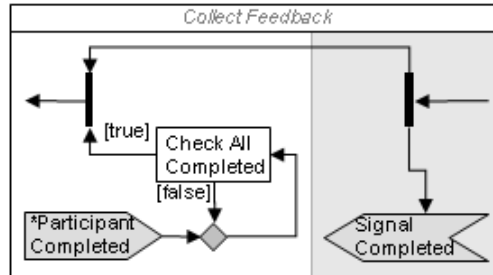 Collect Feedback
[true]
Check All
Completed
[false]
*Participant
Completed
Signal
Completed